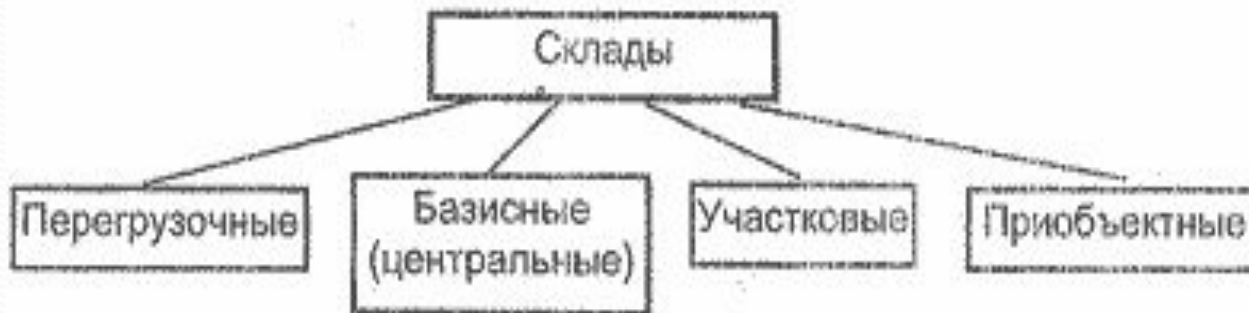 Склады
Перегрузочные
Базисные
(центральные)
Участковые
Приобъектные